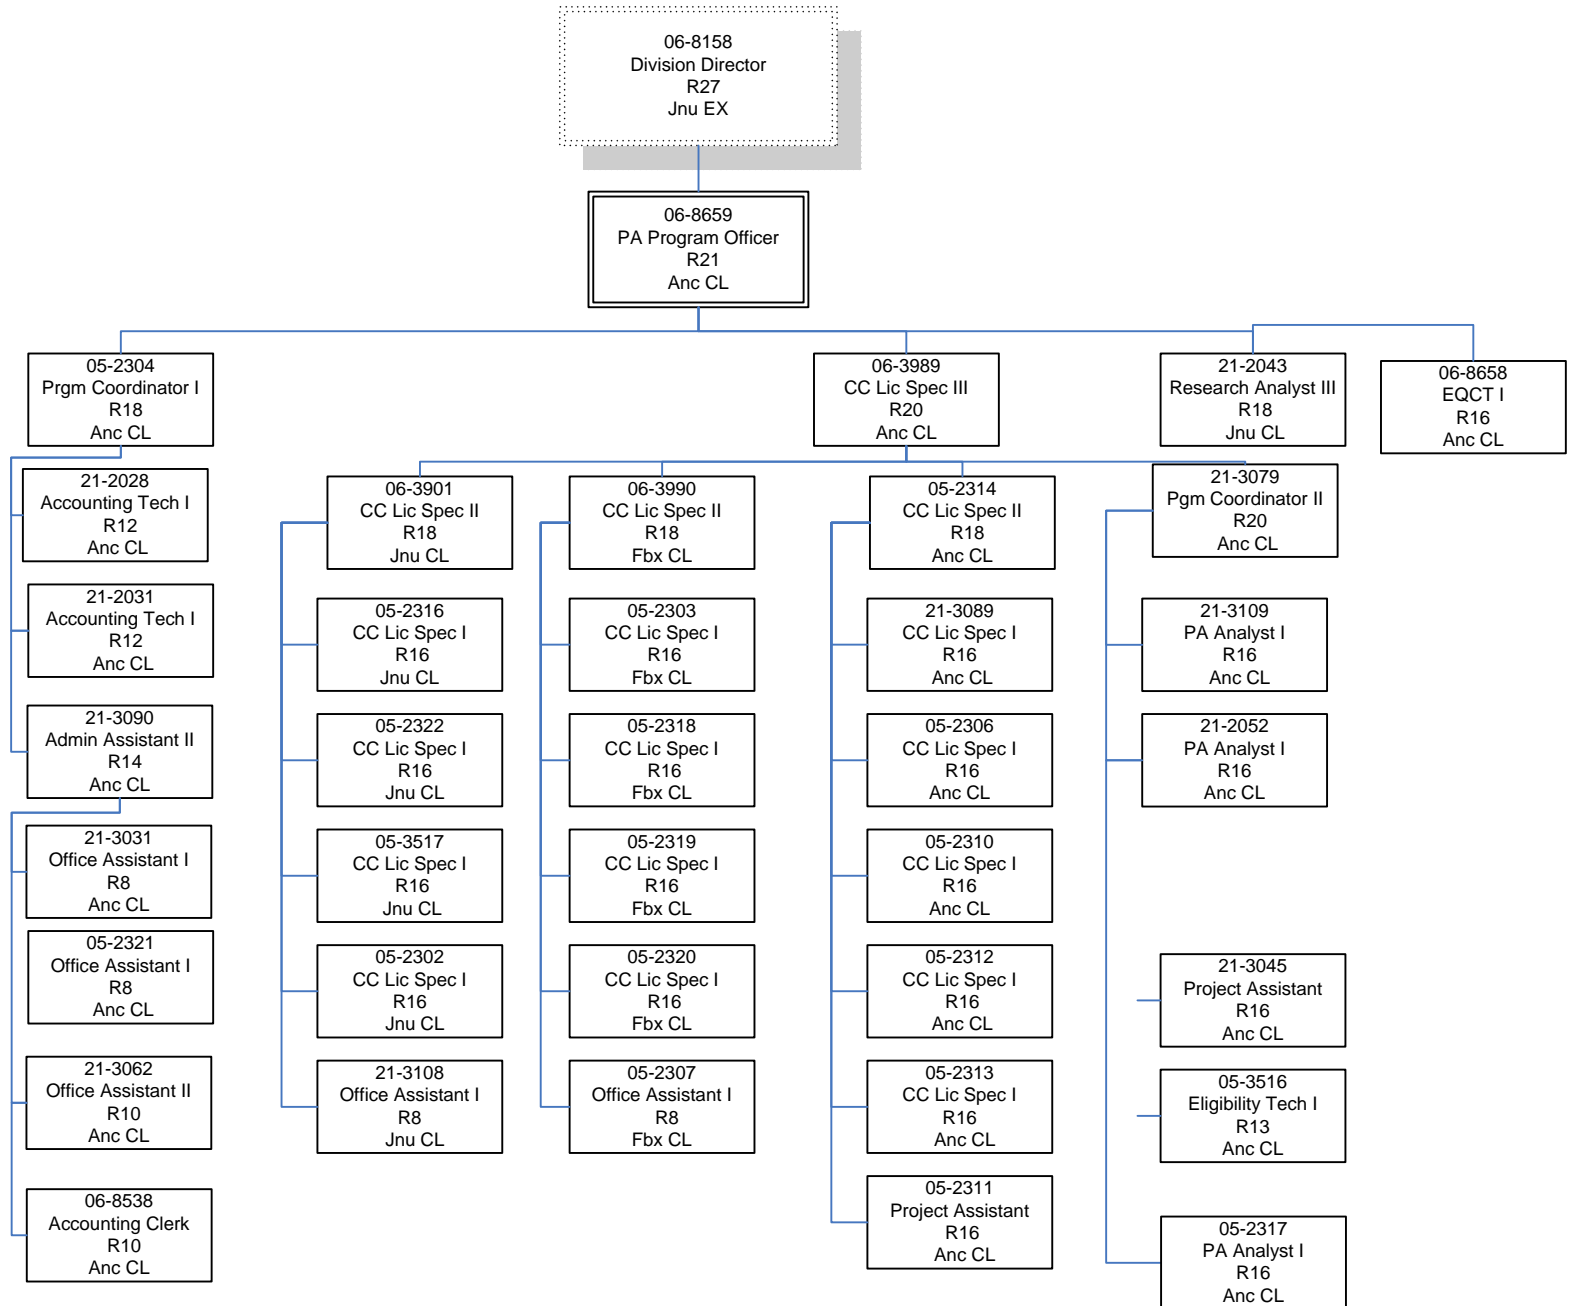 06-8158
Division Director
R27
Jnu EX
06-8659
PA Program Officer
R21
Anc CL
05-2304
Prgm Coordinator I
R18
Anc CL
06-3989
CC Lic Spec III
R20
Anc CL
21-2043
Research Analyst III
R18
Jnu CL
06-8658
EQCT I
R16
Anc CL
21-2028
Accounting Tech I
R12
Anc CL
21-2031
Accounting Tech I
R12
Anc CL
21-3090
Admin Assistant II
R14
Anc CL
21-3031
Office Assistant I
R8
Anc CL
05-2321
Office Assistant I
R8
Anc CL
21-3062
Office Assistant II
R10
Anc CL
06-8538
Accounting Clerk
R10
Anc CL
06-3901
CC Lic Spec II
R18
Jnu CL
05-2316
CC Lic Spec I
R16
Jnu CL
05-2322
CC Lic Spec I
R16
Jnu CL
05-3517
CC Lic Spec I
R16
Jnu CL
05-2302
CC Lic Spec I
R16
Jnu CL
21-3108
Office Assistant I
R8
Jnu CL
06-3990
CC Lic Spec II
R18
Fbx CL
05-2303
CC Lic Spec I
R16
Fbx CL
05-2318
CC Lic Spec I
R16
Fbx CL
05-2319
CC Lic Spec I
R16
Fbx CL
05-2320
CC Lic Spec I
R16
Fbx CL
05-2307
Office Assistant I
R8
Fbx CL
05-2314
CC Lic Spec II
R18
Anc CL
21-3089
CC Lic Spec I
R16
Anc CL
05-2306
CC Lic Spec I
R16
Anc CL
05-2310
CC Lic Spec I
R16
Anc CL
05-2312
CC Lic Spec I
R16
Anc CL
05-2313
CC Lic Spec I
R16
Anc CL
05-2311
Project Assistant
R16
Anc CL
21-3079
Pgm Coordinator II
R20
Anc CL
21-3109
PA Analyst I
R16
Anc CL
21-2052
PA Analyst I
R16
Anc CL
21-3045
Project Assistant
R16
Anc CL
05-3516
Eligibility Tech I
R13
Anc CL
05-2317
PA Analyst I
R16
Anc CL